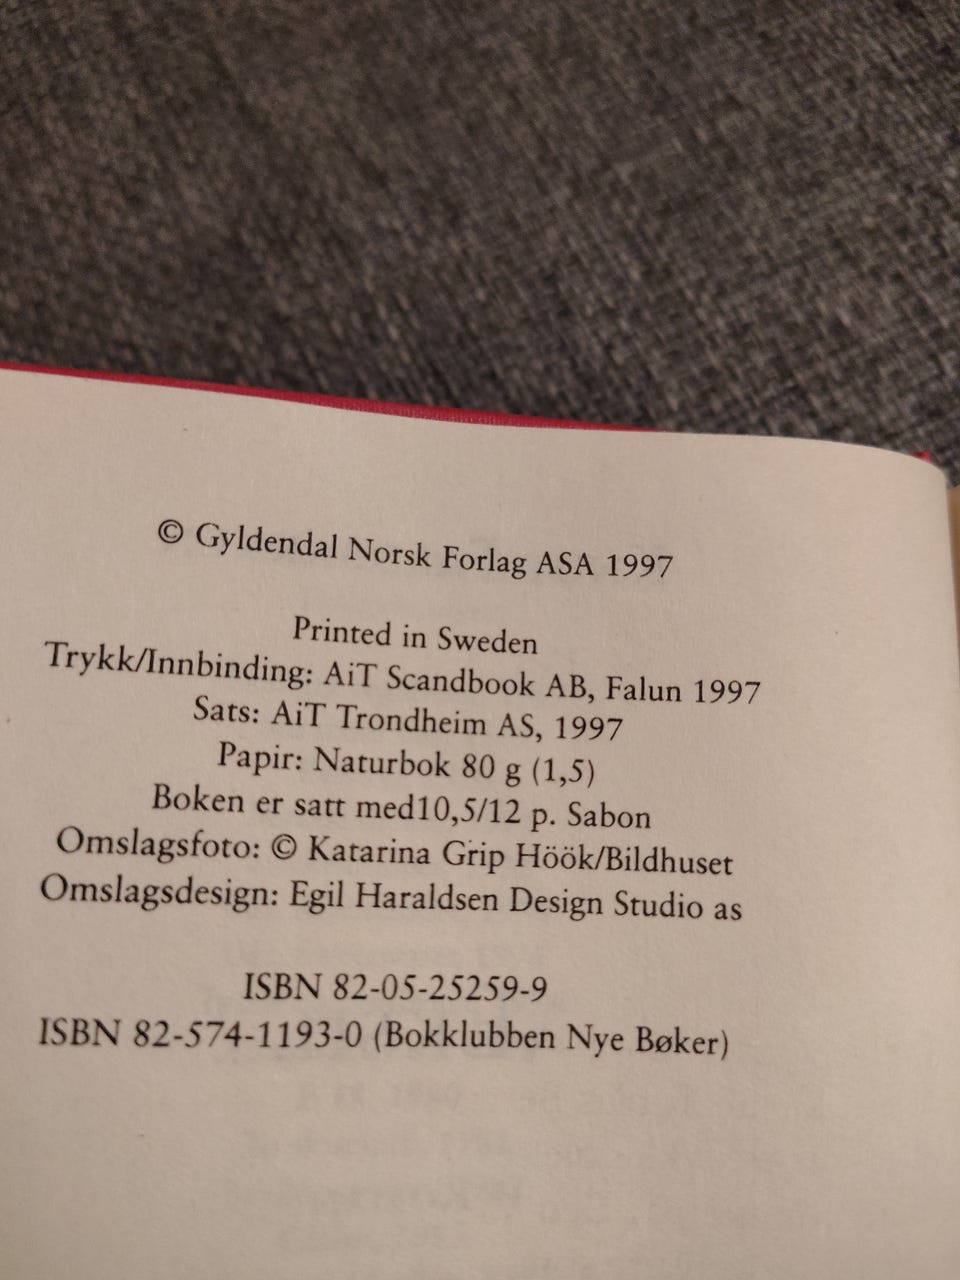 © Gyldendal Norsk Forlag ASA 1997
Printed in Sweden
Trykk/Innbinding: AiT Scandbook AB, Falun 1997
Sats: AiT Trondheim AS, 1997
Papir: Naturbok 80 g (1,5)
Boken er satt med10,5/12 p. Sabon
Omslagsfoto: © Katarina Grip Höök/Bildhuset
Omslagsdesign: Egil Haraldsen Design Studio as
ISBN 82-05-25259-9
ISBN 82-574-1193-0 (Bokklubben Nye Bøker)